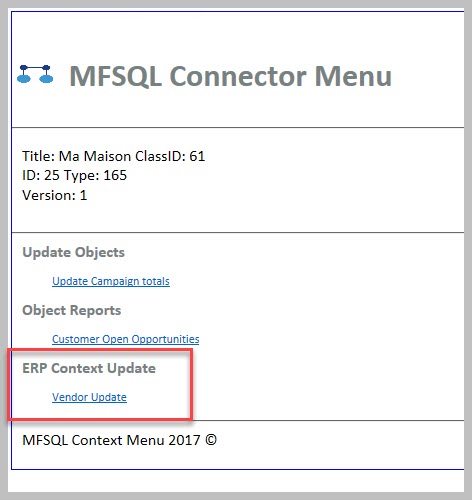 MFSQL Connector Menu
Title: Ma Maison ClassID: 61
ID: 25 Type: 165
Version: 1
Update Objects
Update Campaign totals
Object Reports
Customer Open Opportunities
ERP Context Update
Vendor Update
MFSQL Context Menu 2017 ©